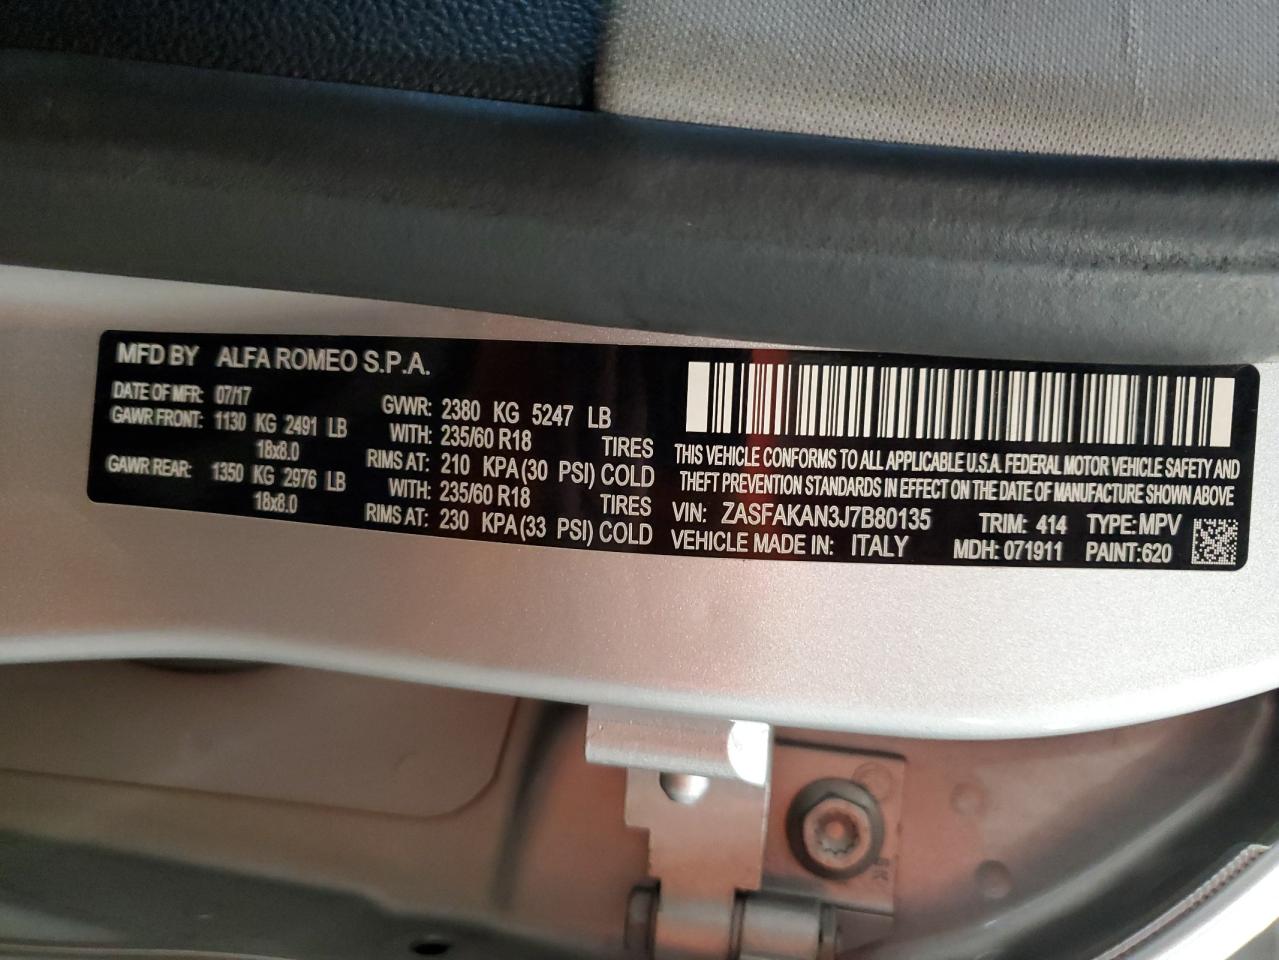 MFD BY ALFA ROMEO S.P.A.
DATE OF MFR: 07/17 GVWR: 2380 KG 5247 LB
GAWR FRONT: 1130 KG 2491 LB WITH: 235/60 R18 TIRES
18x8.0 RIMS AT: 210 KPA(30 PSI) COLD
GAWR REAR: 1350 KG 2976 LB WITH: 235/60 R18 TIRES
18x8.0 RIMS AT: 230 KPA(33 PSI) COLD
THIS VEHICLE CONFORMS TO ALL APPLICABLE U.S.A. FEDERAL MOTOR VEHICLE SAFETY AND
THEFT PREVENTION STANDARDS IN EFFECT ON THE DATE OF MANUFACTURE SHOWN ABOVE
VIN: ZASFAKAN3J7B80135 TRIM: 414 TYPE: MPV
VEHICLE MADE IN: ITALY MDH: 071911 PAINT:620